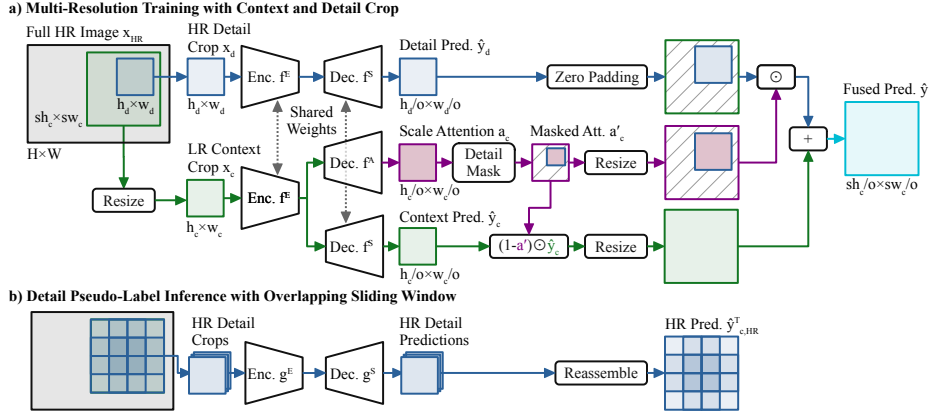 a) Multi-Resolution Training with Context and Detail Crop
Full HR Image x_HR
HR Detail
Crop x_d
h_d×w_d
sh_c×sw_c
H×W
h_d×w_d
Enc. f^E
Dec. f^S
Detail Pred. ŷ_d
h_d/o×w_d/o
Zero Padding
⊙
Fused Pred. ŷ
+
sh_c/o×sw_c/o
Shared
Weights
LR Context
Crop x_c
Resize
h_c×w_c
Enc. f^E
Dec. f^A
Scale Attention a_c
h_c/o×w_c/o
Detail
Mask
Masked Att. a′_c
Resize
Dec. f^S
Context Pred. ŷ_c
h_c/o×w_c/o
(1-a′)⊙ŷ_c
Resize
b) Detail Pseudo-Label Inference with Overlapping Sliding Window
HR Detail
Crops
Enc. g^E
Dec. g^S
HR Detail
Predictions
Reassemble
HR Pred. ŷ^T_c,HR